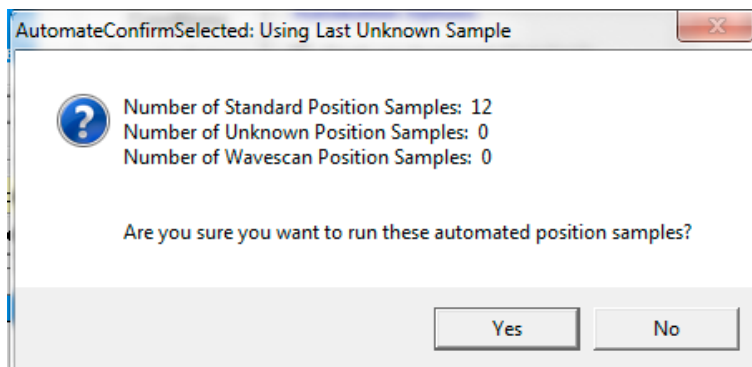 AutomateConfirmSelected: Using Last Unknown Sample
Number of Standard Position Samples: 12
Number of Unknown Position Samples: 0
Number of Wavescan Position Samples: 0
Are you sure you want to run these automated position samples?
Yes
No